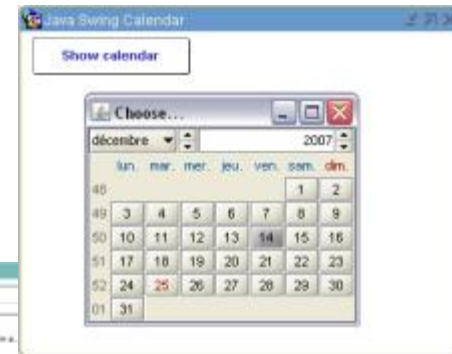 Java Swing Calendar
Show calendar
Choose...
décembre 2007
lun. mar. mer. jeu. ven. sam. dim.
48 1 2
49 3 4 5 6 7 8 9
50 10 11 12 13 14 15 16
51 17 18 19 20 21 22 23
52 24 25 26 27 28 29 30
01 31